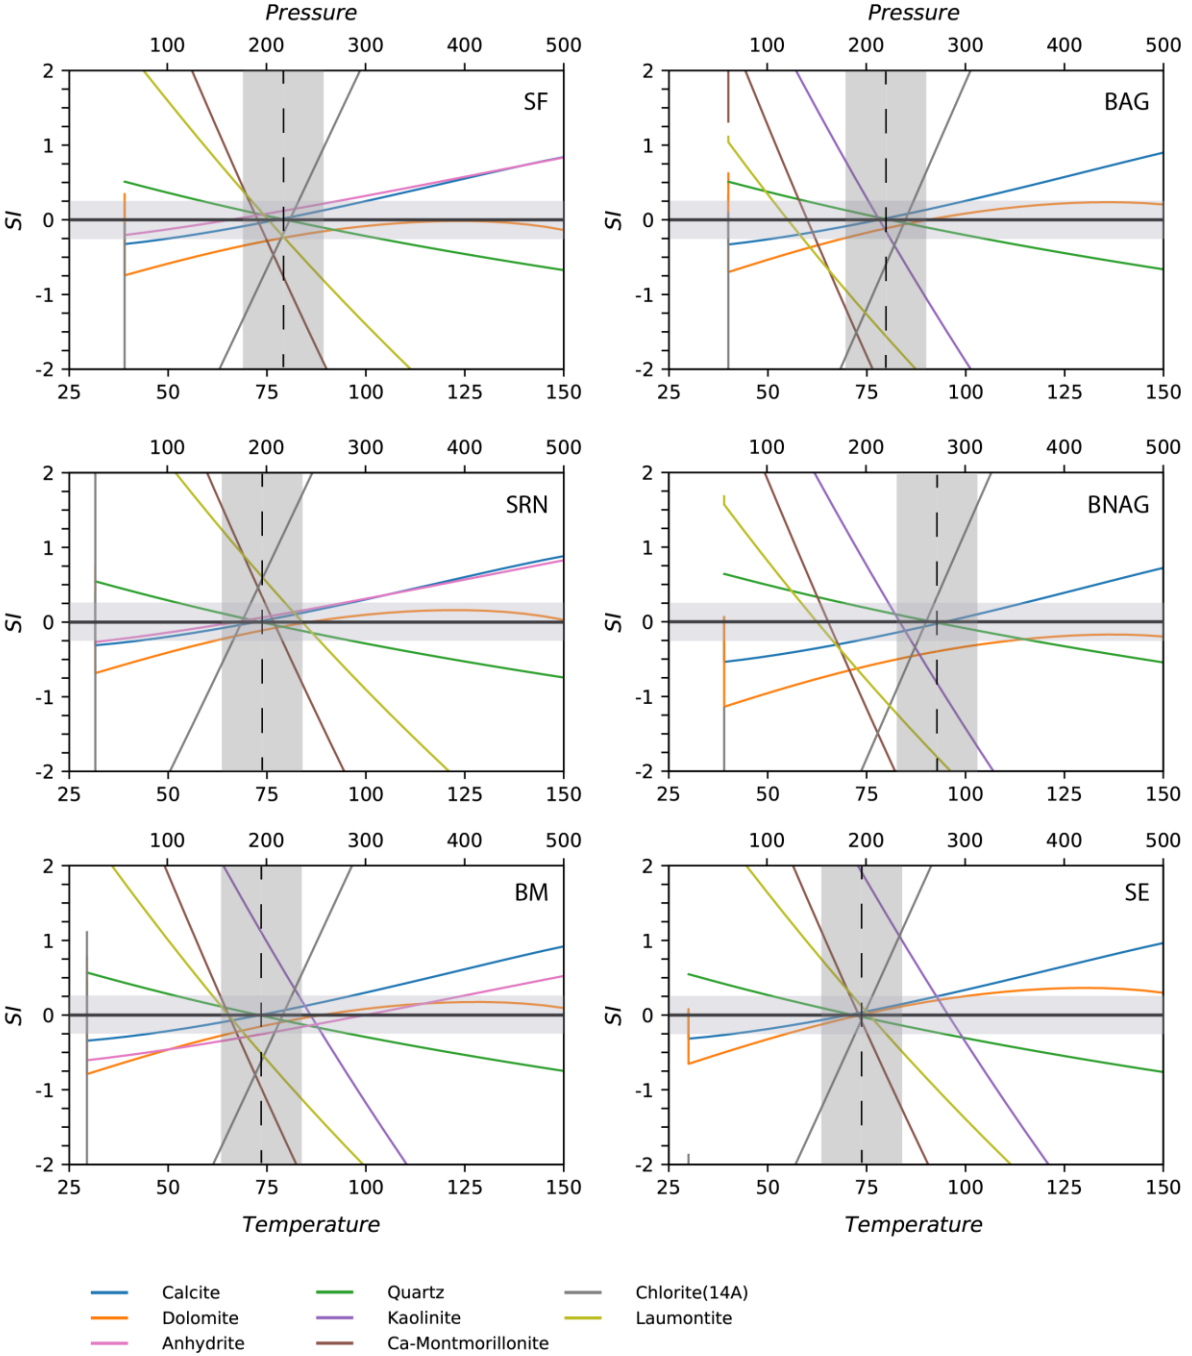 Pressure Pressure
100 200 300 400 500 100 200 300 400 500
2 SF 2 BAG
1 1
SI 0 SI 0
-1 -1
-2 -2
25 50 75 100 125 150 25 50 75 100 125 150
100 200 300 400 500 100 200 300 400 500
2 SRN 2 BNAG
1 1
SI 0 SI 0
-1 -1
-2 -2
25 50 75 100 125 150 25 50 75 100 125 150
100 200 300 400 500 100 200 300 400 500
2 BM 2 SE
1 1
SI 0 SI 0
-1 -1
-2 -2
25 50 75 100 125 150 25 50 75 100 125 150
Temperature Temperature
Calcite Quartz Chlorite(14A)
Dolomite Kaolinite Laumontite
Anhydrite Ca-Montmorillonite